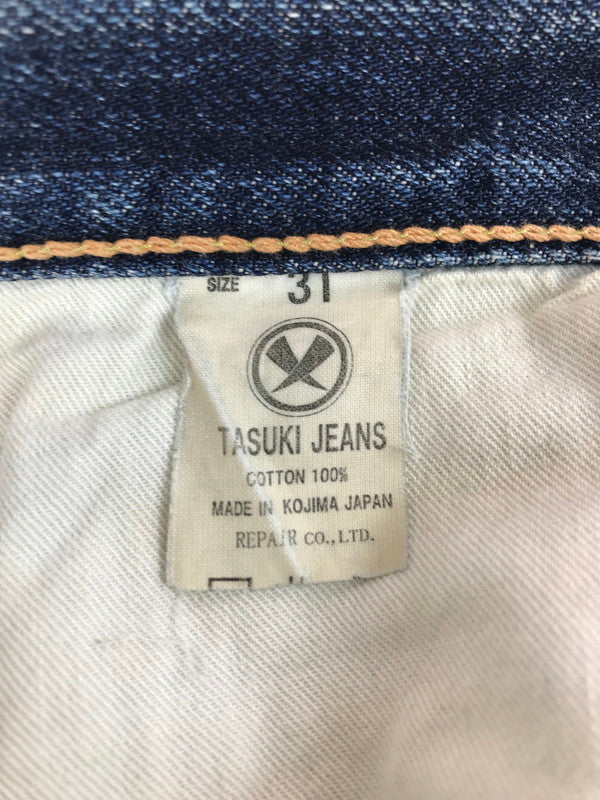 SIZE 31
TASUKI JEANS
COTTON 100%
MADE IN KOJIMA JAPAN
REPAIR CO.,LTD.